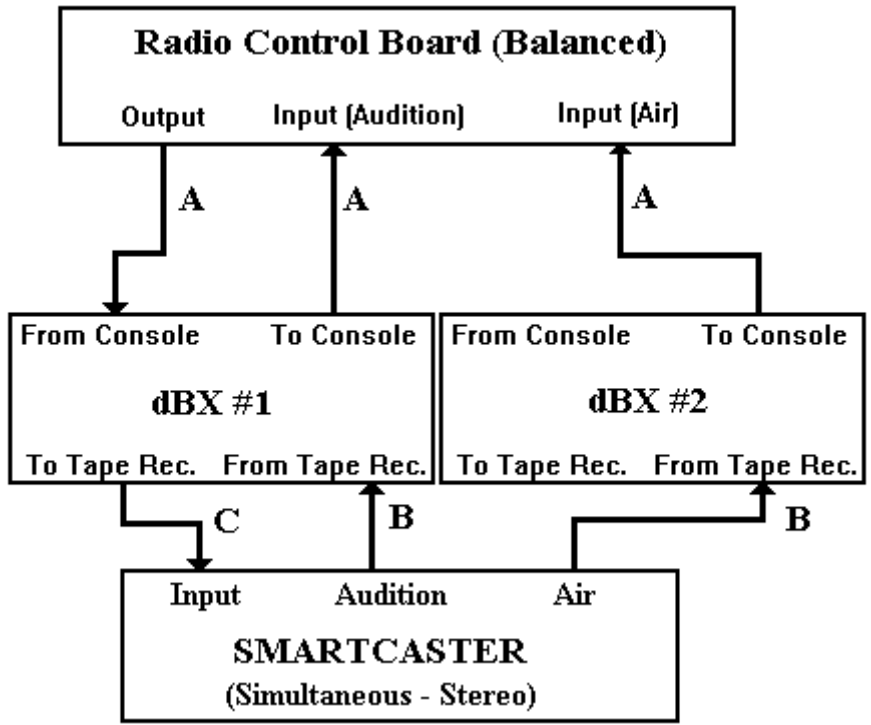 Radio Control Board (Balanced)
Output Input (Audition) Input (Air)
A A A
From Console To Console From Console To Console
dBX #1 dBX #2
To Tape Rec. From Tape Rec. To Tape Rec. From Tape Rec.
C B B
Input Audition Air
SMARTCASTER
(Simultaneous - Stereo)